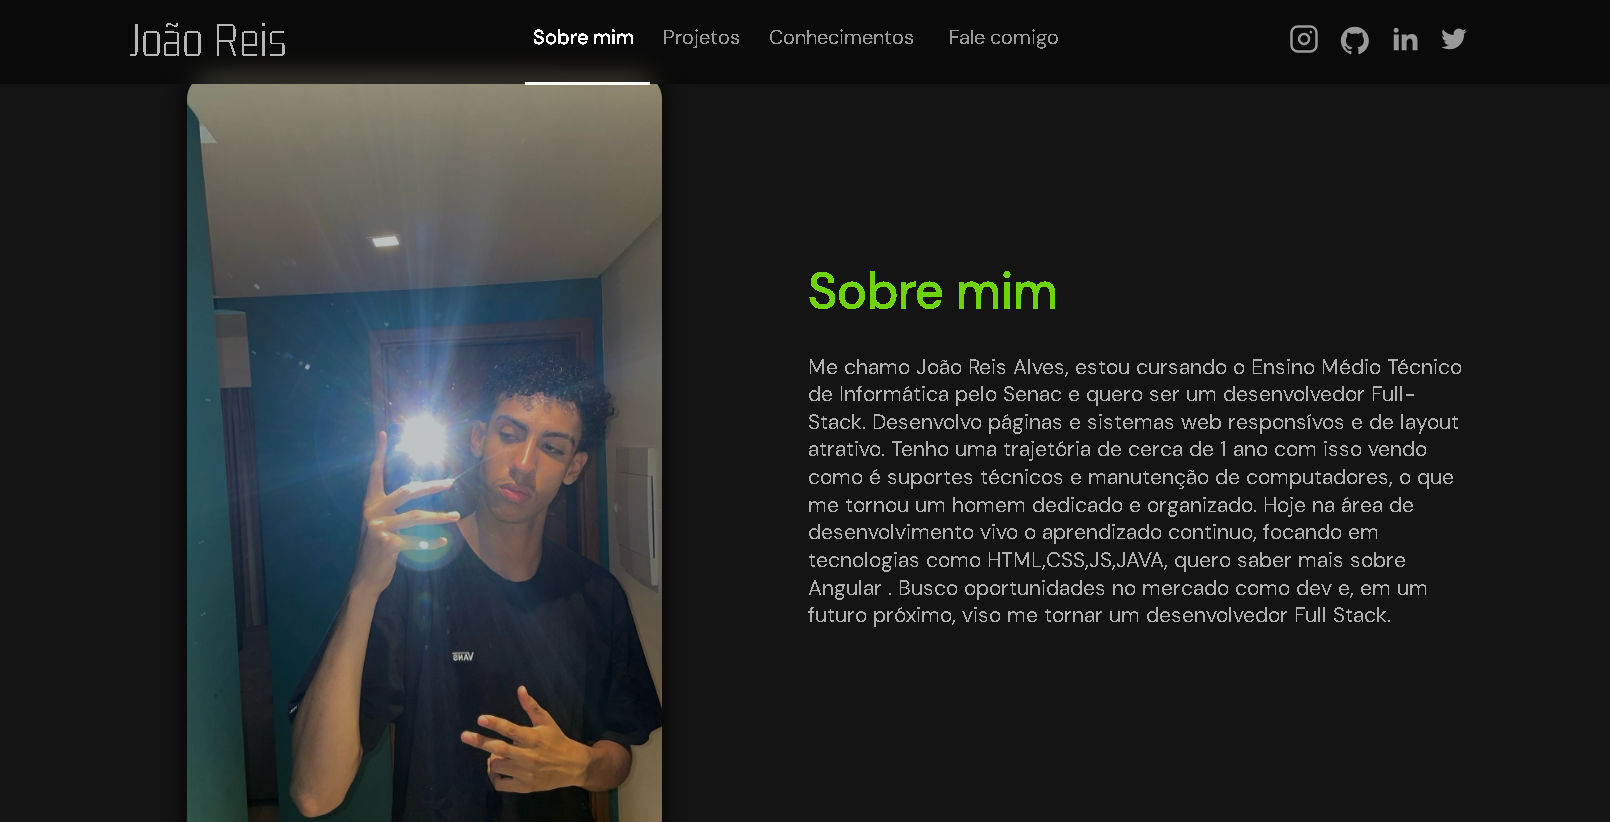 João Reis
Sobre mim Projetos Conhecimentos Fale comigo
Sobre mim
Me chamo João Reis Alves, estou cursando o Ensino Médio Técnico
de Informática pelo Senac e quero ser um desenvolvedor Full-
Stack. Desenvolvo páginas e sistemas web responsívos e de layout
atrativo. Tenho uma trajetória de cerca de 1 ano com isso vendo
como é suportes técnicos e manutenção de computadores, o que
me tornou um homem dedicado e organizado. Hoje na área de
desenvolvimento vivo o aprendizado continuo, focando em
tecnologias como HTML,CSS,JS,JAVA, quero saber mais sobre
Angular . Busco oportunidades no mercado como dev e, em um
futuro próximo, viso me tornar um desenvolvedor Full Stack.
VANS